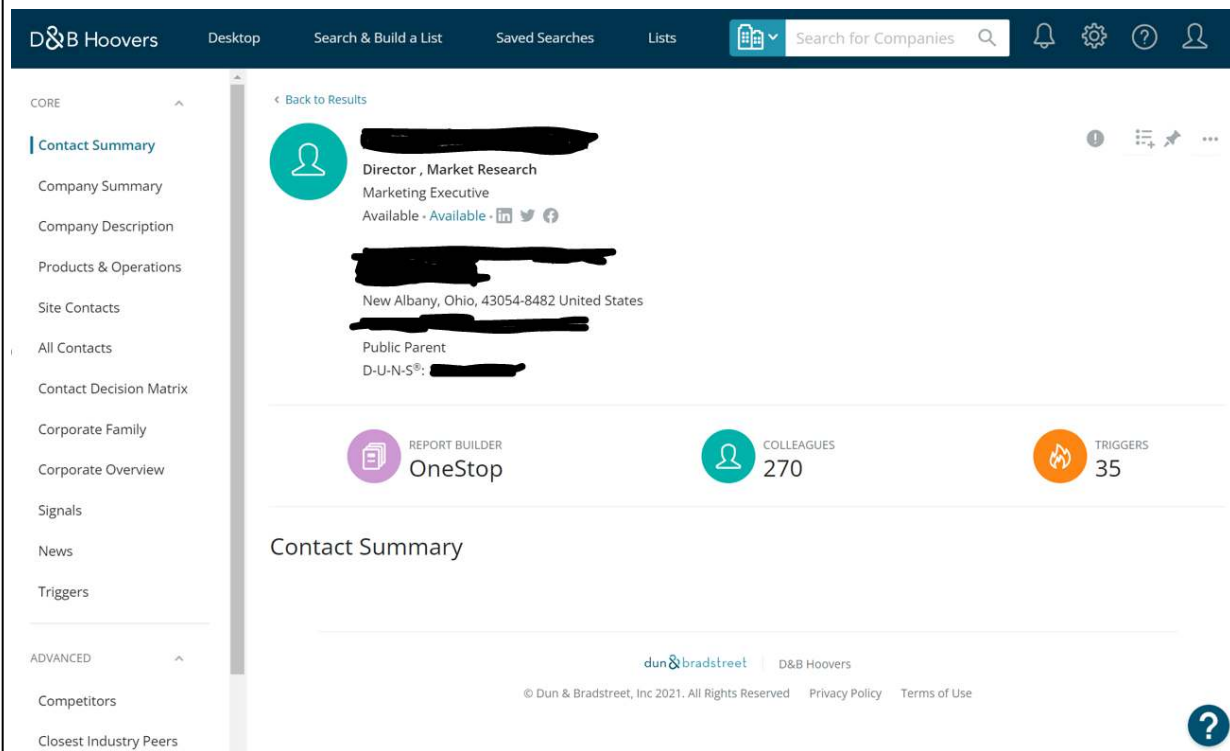 D&B Hoovers
Desktop
Search & Build a List
Saved Searches
Lists
Search for Companies
CORE
Contact Summary
Company Summary
Company Description
Products & Operations
Site Contacts
All Contacts
Contact Decision Matrix
Corporate Family
Corporate Overview
Signals
News
Triggers
ADVANCED
Competitors
Closest Industry Peers
< Back to Results
Director , Market Research
Marketing Executive
Available - Available -
New Albany, Ohio, 43054-8482 United States
Public Parent
D-U-N-S®:
REPORT BUILDER
OneStop
COLLEAGUES
270
TRIGGERS
35
Contact Summary
dun & bradstreet
D&B Hoovers
© Dun & Bradstreet, Inc 2021. All Rights Reserved Privacy Policy Terms of Use